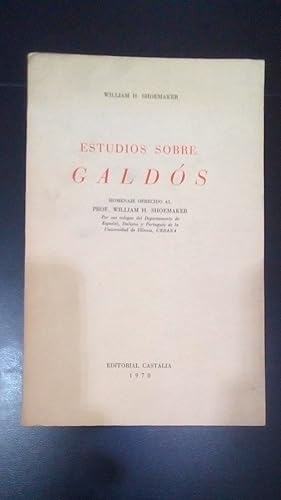 WILLIAM H. SHOEMAKER
ESTUDIOS SOBRE
GALDÓS
HOMENAJE OFRECIDO AL
PROF. WILLIAM H. SHOEMAKER
Por sus colegas del Departamento de
Español, Italiano y Portugués de la
Universidad de Illinois, URBANA
EDITORIAL CASTALIA
1970